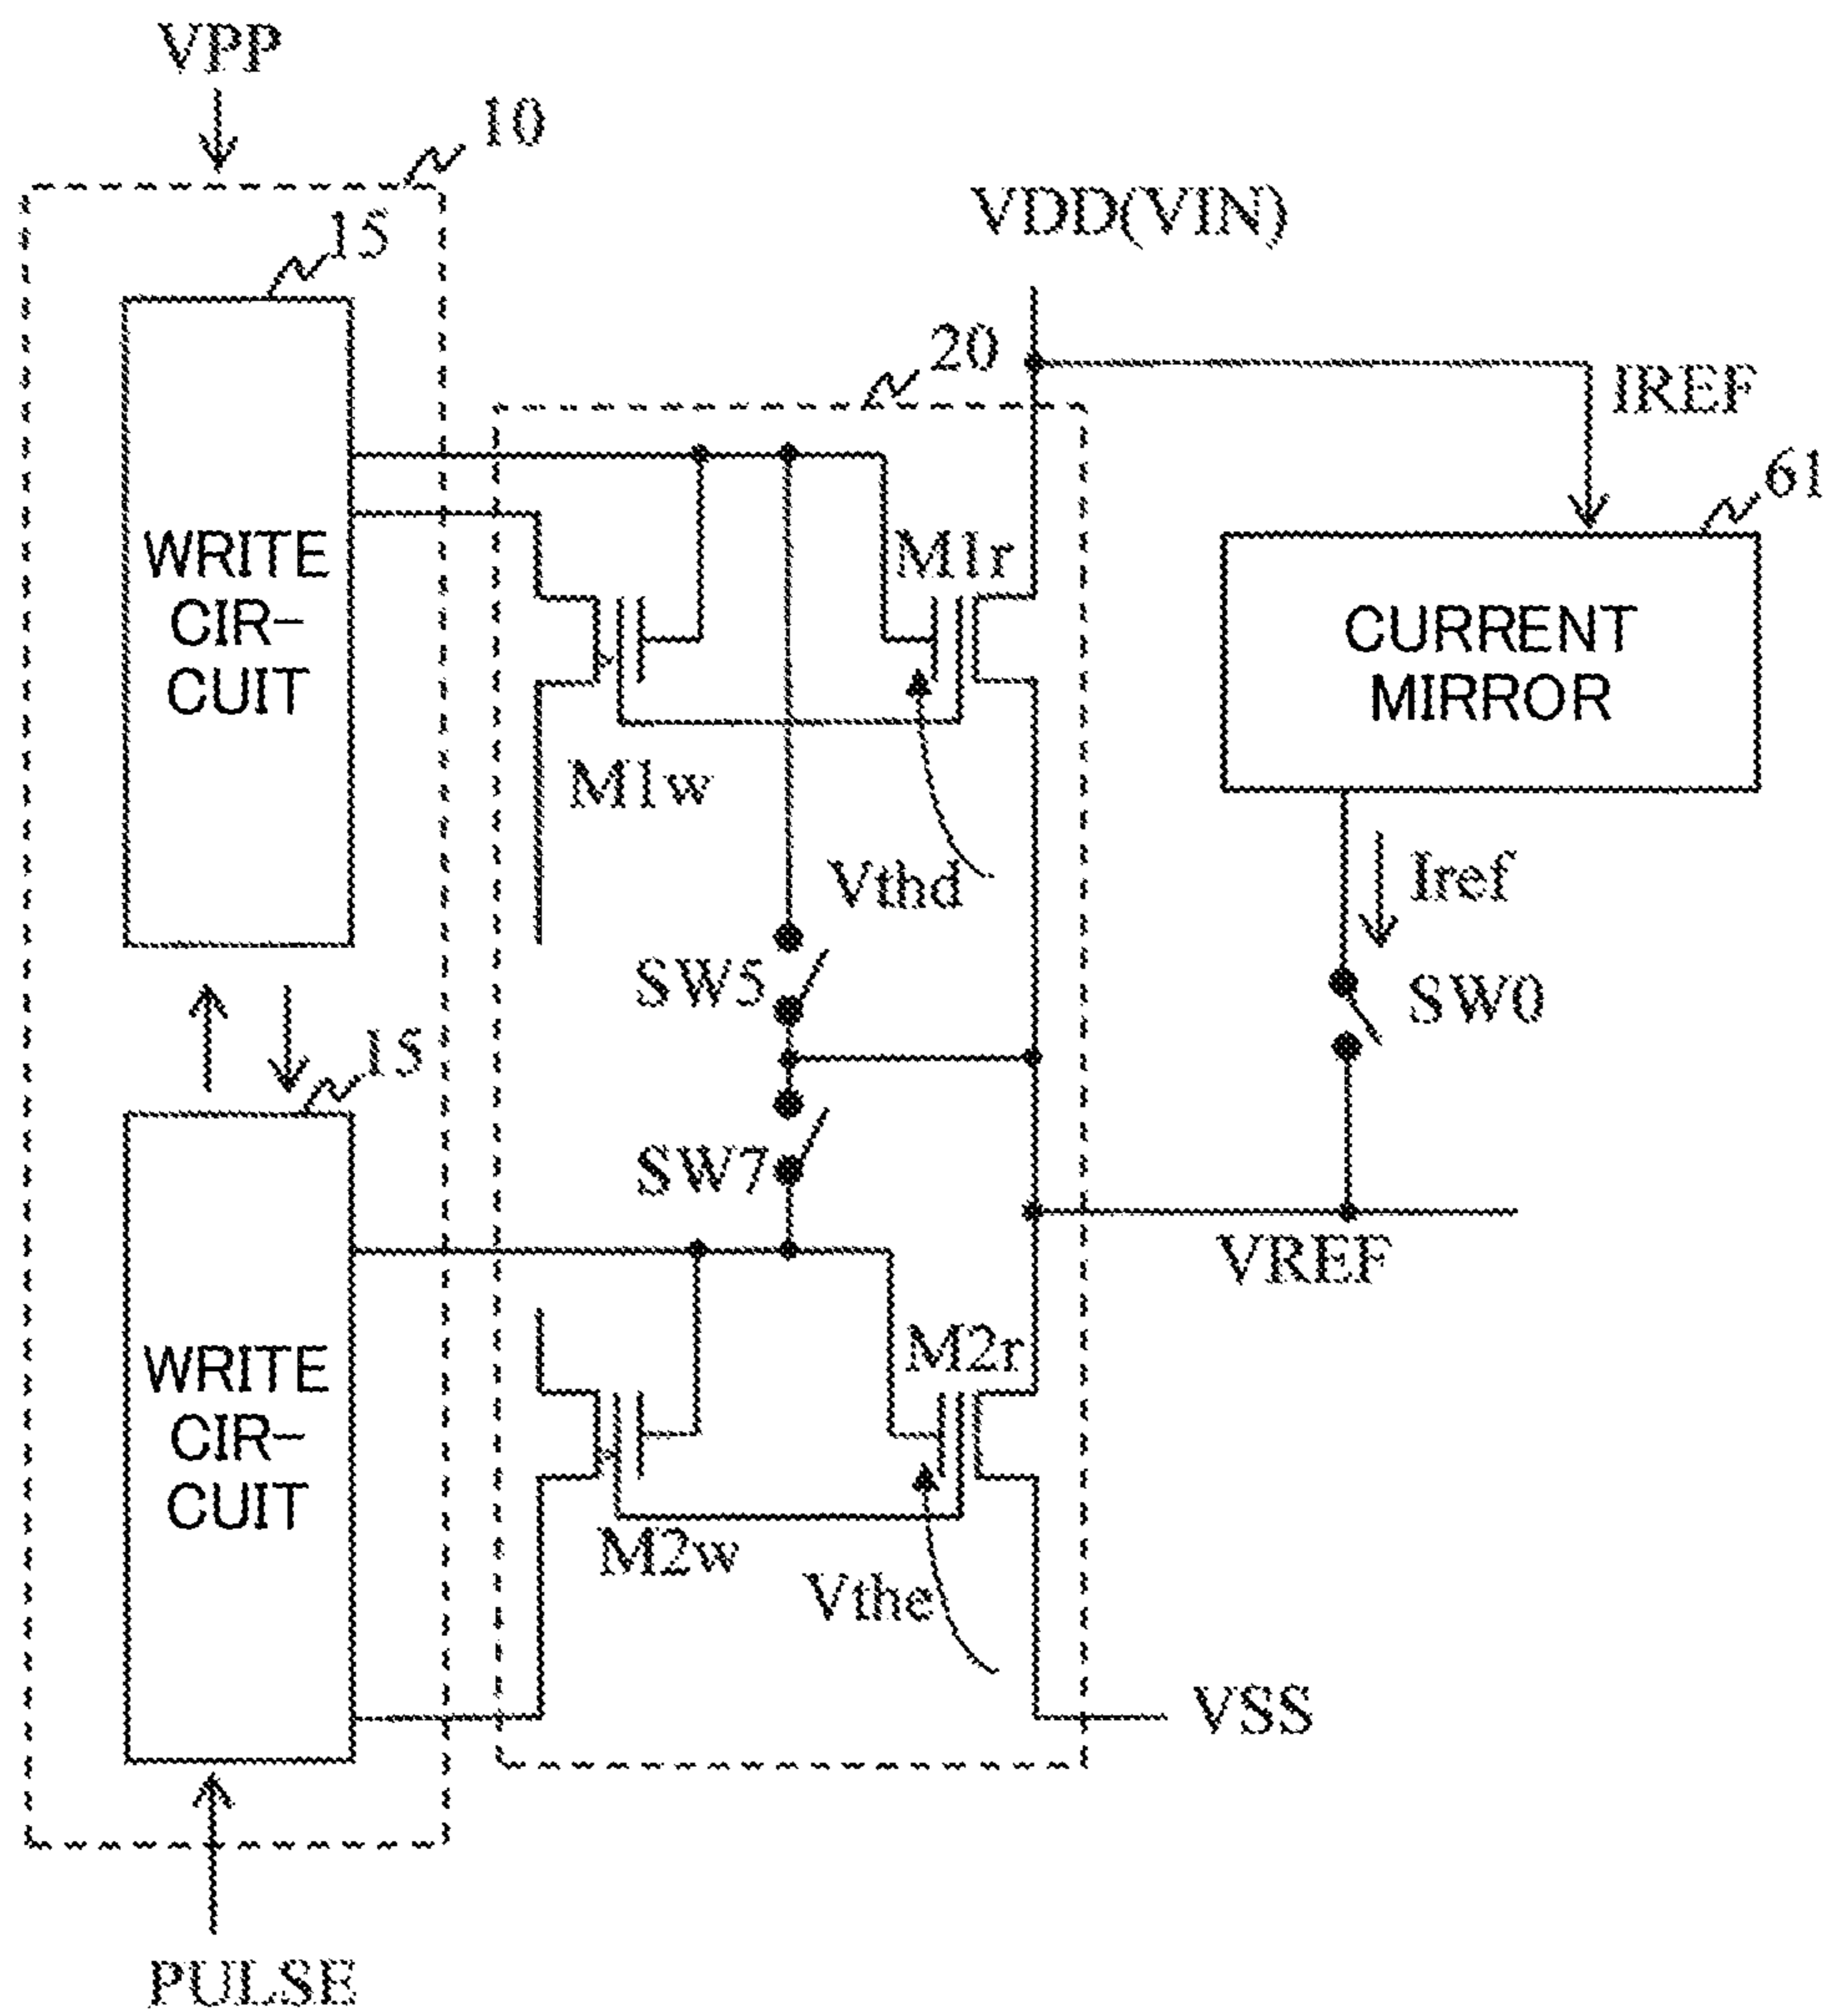 VPP
10
15
VDD(VIN)
20
IREF
61
WRITE
CIR-
CUIT
M1r
CURRENT
MIRROR
M1w
Vthd
Iref
SW5
SW0
15
SW7
VREF
WRITE
CIR-
CUIT
M2r
M2w
Vthe
VSS
PULSE